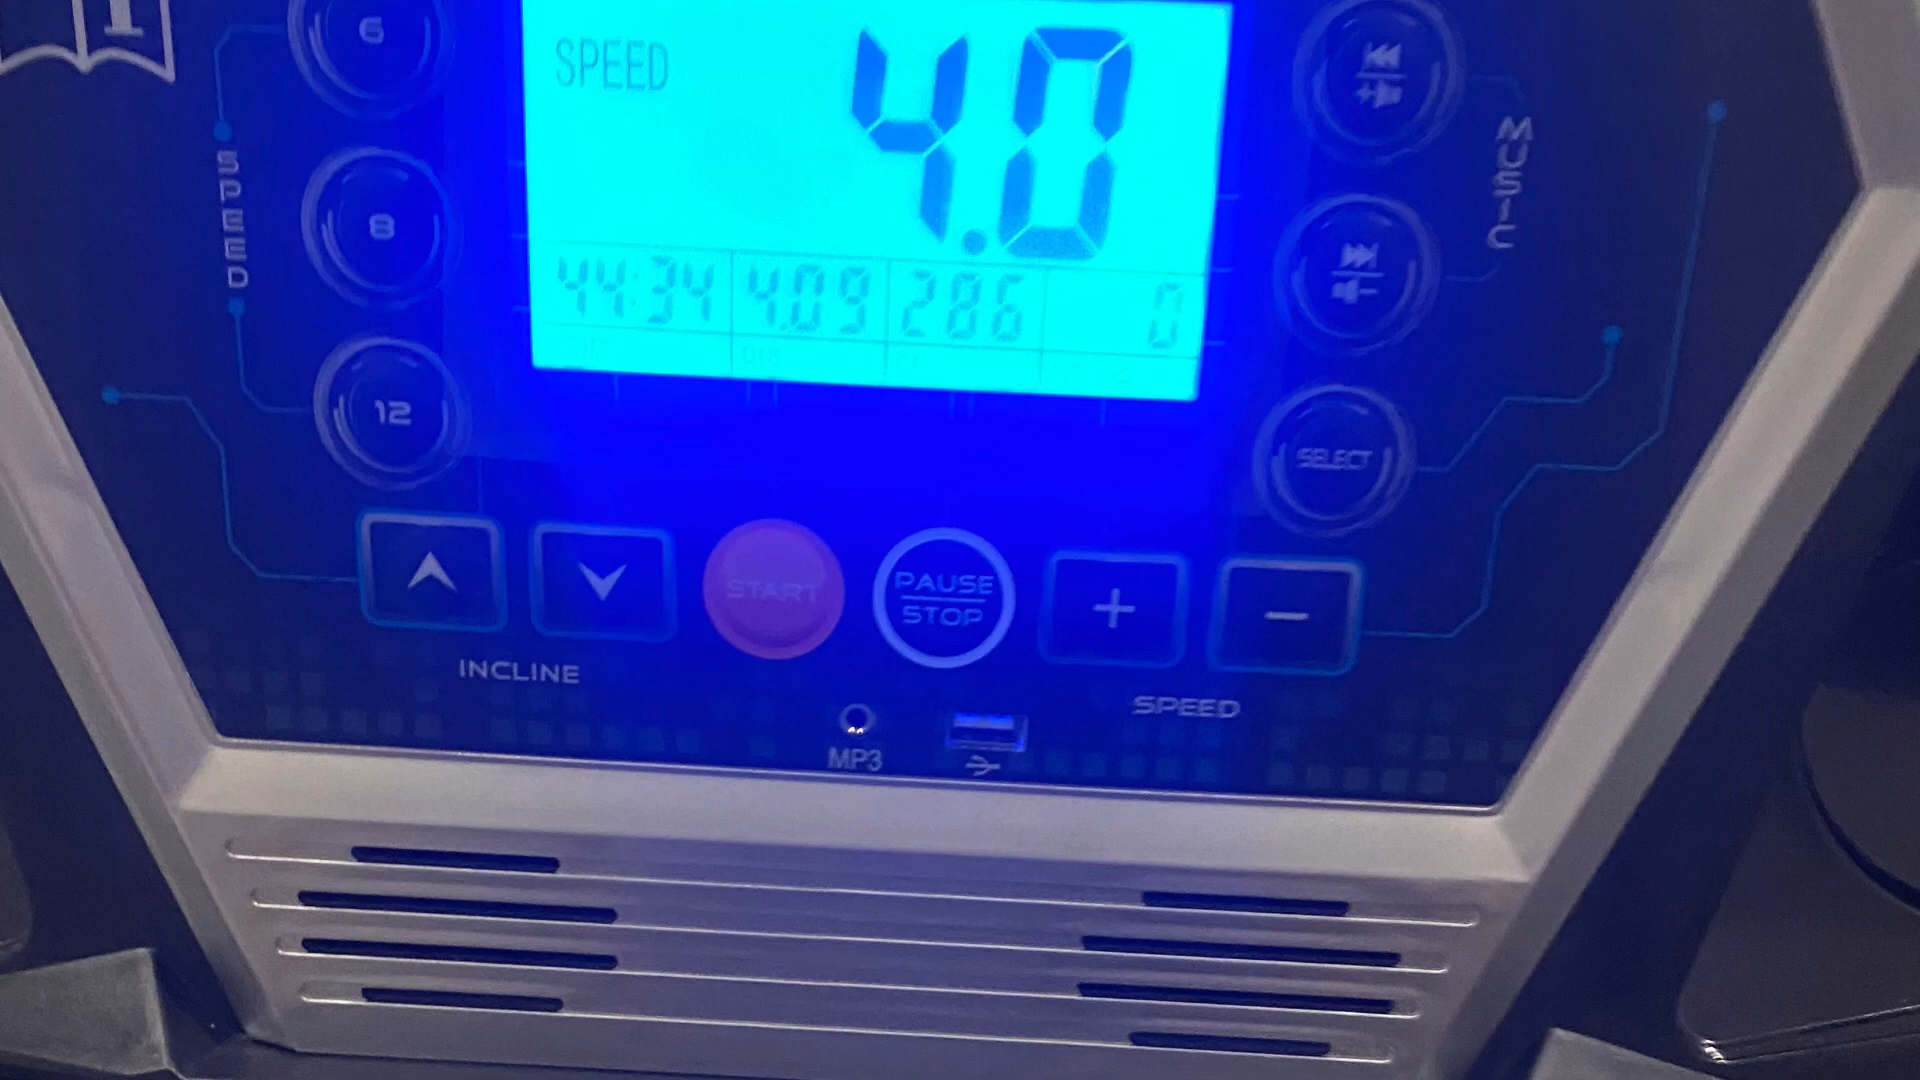 6
SPEED
4.0
8
SPEED
MUSIC
44:34
4.09
286
0
DIS
12
SELECT
START
PAUSE
STOP
+
−
INCLINE
SPEED
MP3